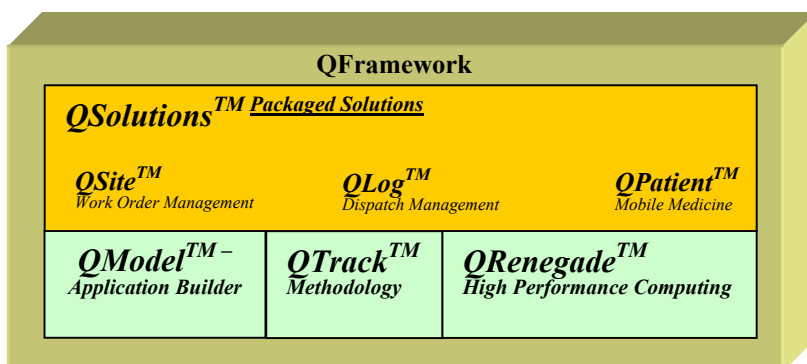 QFramework
QSolutions™ Packaged Solutions
QSite™ QLog™ QPatient™
Work Order Management Dispatch Management Mobile Medicine
QModel™ – QTrack™ QRenegade™
Application Builder Methodology High Performance Computing